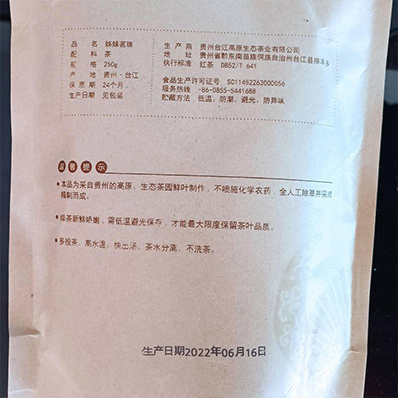 品 名 姊妹茗珠
配 料 茶
规 格 250g
产 地 贵州·台江
保 质 期 24个月
生产日期 见包装
生 产 商 贵州台江高原生态茶业有限公司
地 址 贵州省黔东南苗族侗族自治州台江县排羊乡
执行标准 红茶 DB52/T 641
食品生产许可证号 SC11452263000056
服务热线 -86-0855-5441688
贮藏方法 低温、防潮、避光、防异味
温馨提示
本品为采自贵州的高原、生态茶园鲜叶制作，不喷施化学农药，全人工除草并采摘
精制而成。
绿茶新鲜娇嫩，需低温避光保存，才能最大限度保留茶叶品质。
多投茶、高水温、快出汤、茶水分离、不洗茶。
生产日期2022年06月16日